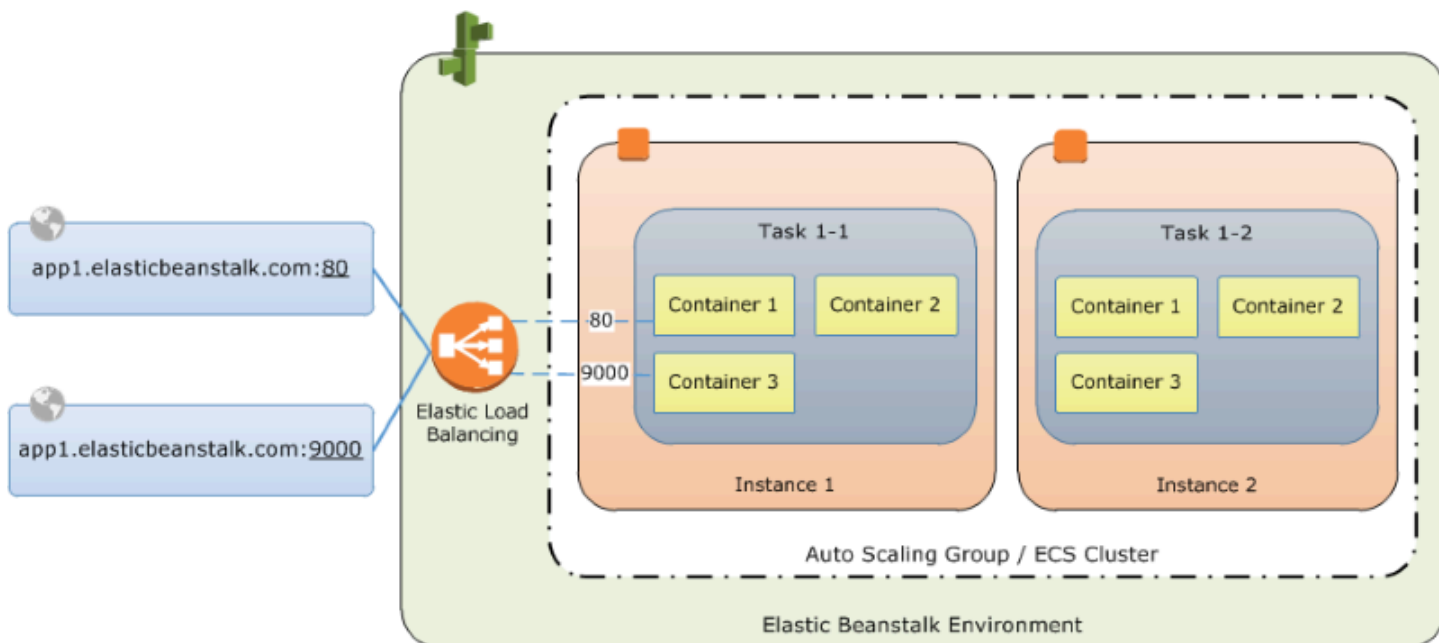 app1.elasticbeanstalk.com:80
app1.elasticbeanstalk.com:9000
Elastic Load
Balancing
80
9000
Task 1-1
Container 1
Container 2
Container 3
Instance 1
Task 1-2
Container 1
Container 2
Container 3
Instance 2
Auto Scaling Group / ECS Cluster
Elastic Beanstalk Environment